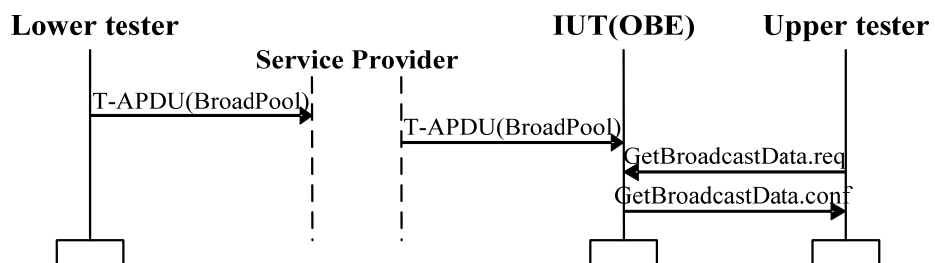 Lower tester
IUT(OBE)
Upper tester
Service Provider
T-APDU(BroadPool)
T-APDU(BroadPool)
GetBroadcastData.req
GetBroadcastData.conf